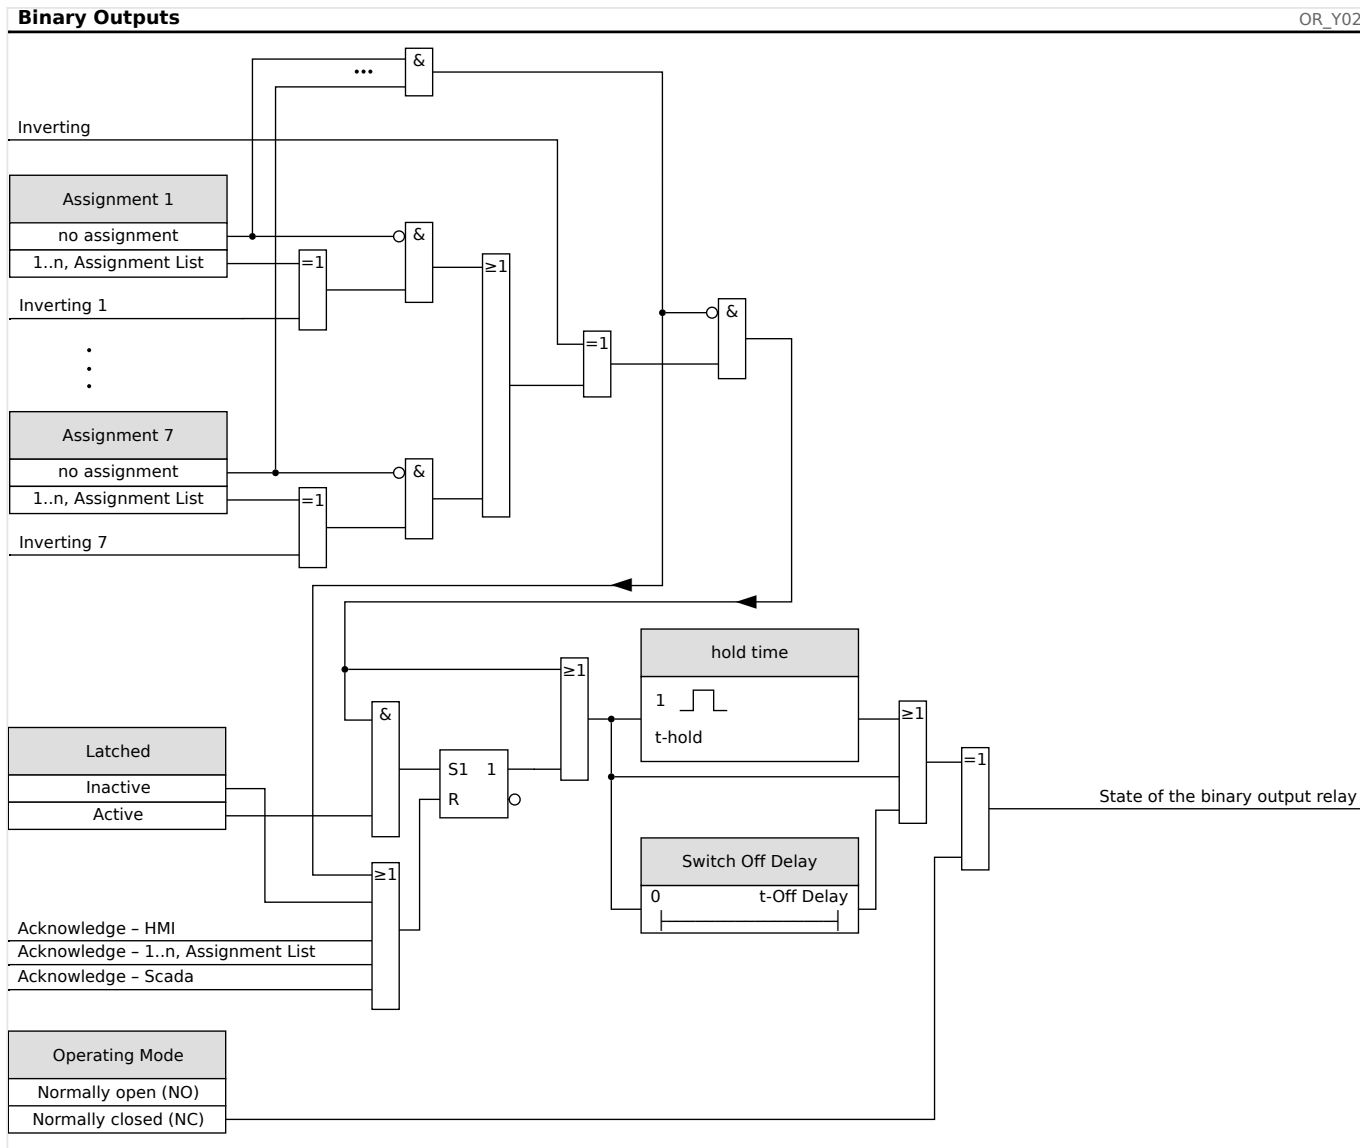 Binary Outputs
OR_Y02
&
•••
Inverting
Assignment 1
no assignment
&
1..n, Assignment List
=1
≥1
Inverting 1
&
=1
Assignment 7
no assignment
&
1..n, Assignment List
=1
Inverting 7
hold time
≥1
1
t-hold
&
≥1
Latched
Inactive
Active
S1 1
R
=1
State of the binary output relay
Switch Off Delay
0 t-Off Delay
≥1
Acknowledge – HMI
Acknowledge – 1..n, Assignment List
Acknowledge – Scada
Operating Mode
Normally open (NO)
Normally closed (NC)